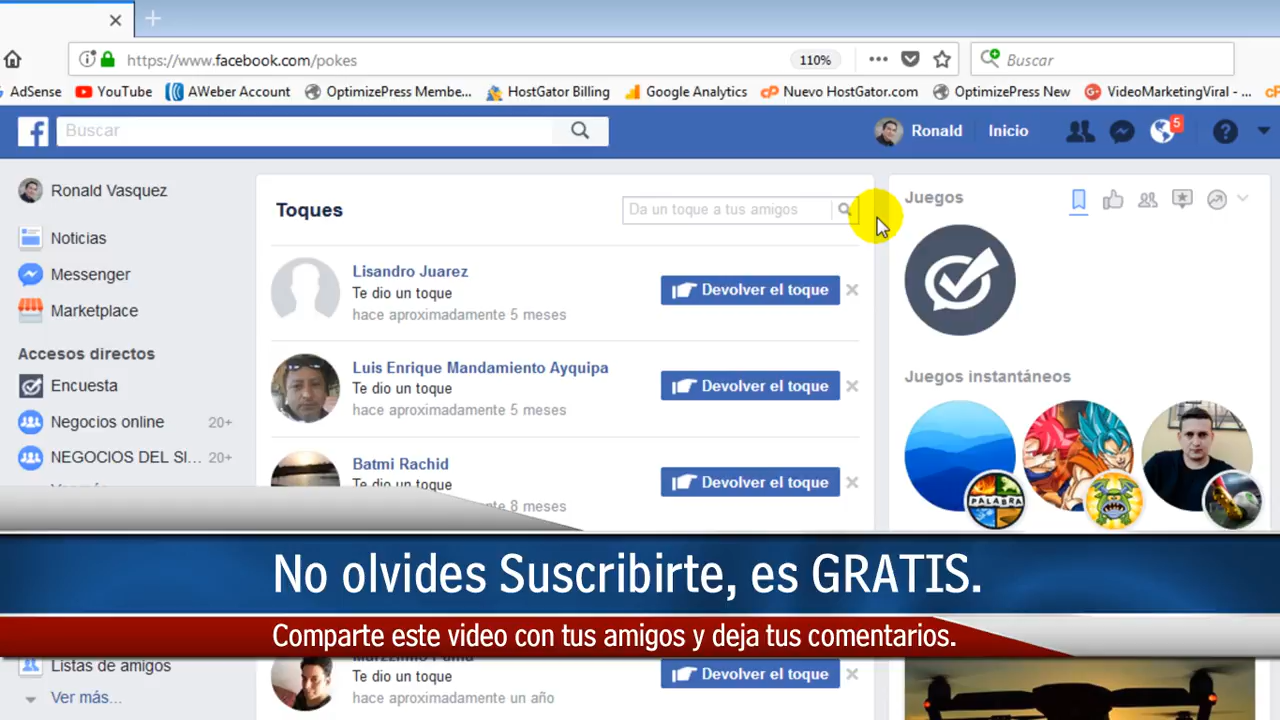 https://www.facebook.com/pokes
110%
Buscar
AdSense
YouTube
AWeber Account
OptimizePress Membe...
HostGator Billing
Google Analytics
Nuevo HostGator.com
OptimizePress New
VideoMarketingViral - ...
Buscar
Ronald
Inicio
5
Ronald Vasquez
Noticias
Messenger
Marketplace
Accesos directos
Encuesta
Negocios online 20+
NEGOCIOS DEL SI... 20+
Toques
Da un toque a tus amigos
Lisandro Juarez
Te dio un toque
hace aproximadamente 5 meses
Devolver el toque
Luis Enrique Mandamiento Ayquipa
Te dio un toque
hace aproximadamente 5 meses
Devolver el toque
Batmi Rachid
Te dio un toque
8 meses
Devolver el toque
Juegos
Juegos instantáneos
PALABRA
No olvides Suscribirte, es GRATIS.
Comparte este video con tus amigos y deja tus comentarios.
Listas de amigos
Ver más...
Te dio un toque
hace aproximadamente un año
Devolver el toque